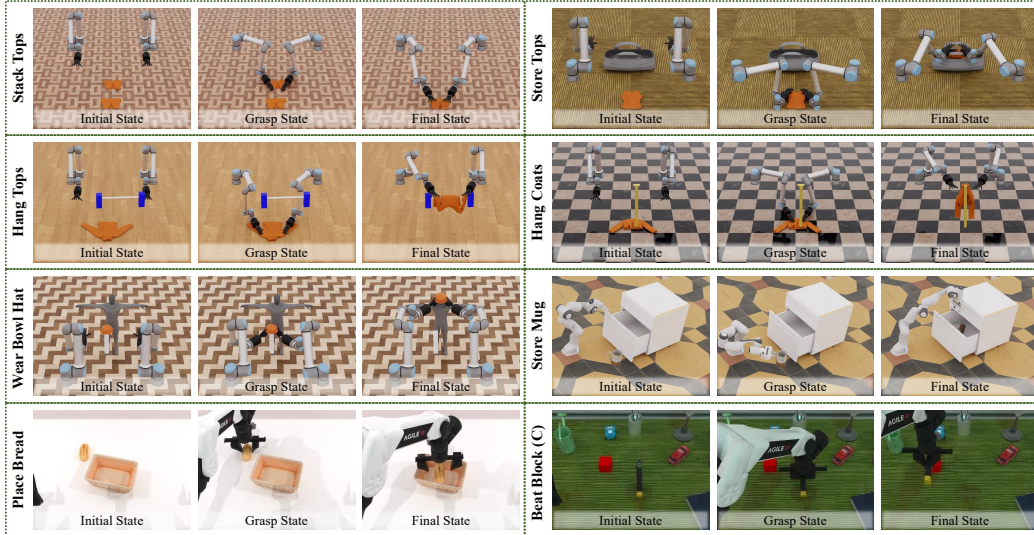 Stack Tops
Initial State
Grasp State
Final State
Store Tops
Initial State
Grasp State
Final State
Hang Tops
Initial State
Grasp State
Final State
Hang Coats
Initial State
Grasp State
Final State
Wear Bowl Hat
Initial State
Grasp State
Final State
Store Mug
Initial State
Grasp State
Final State
Place Bread
Initial State
AGILE
Grasp State
AGILE
Final State
Beat Block (C)
Initial State
AGILE
Grasp State
Final State